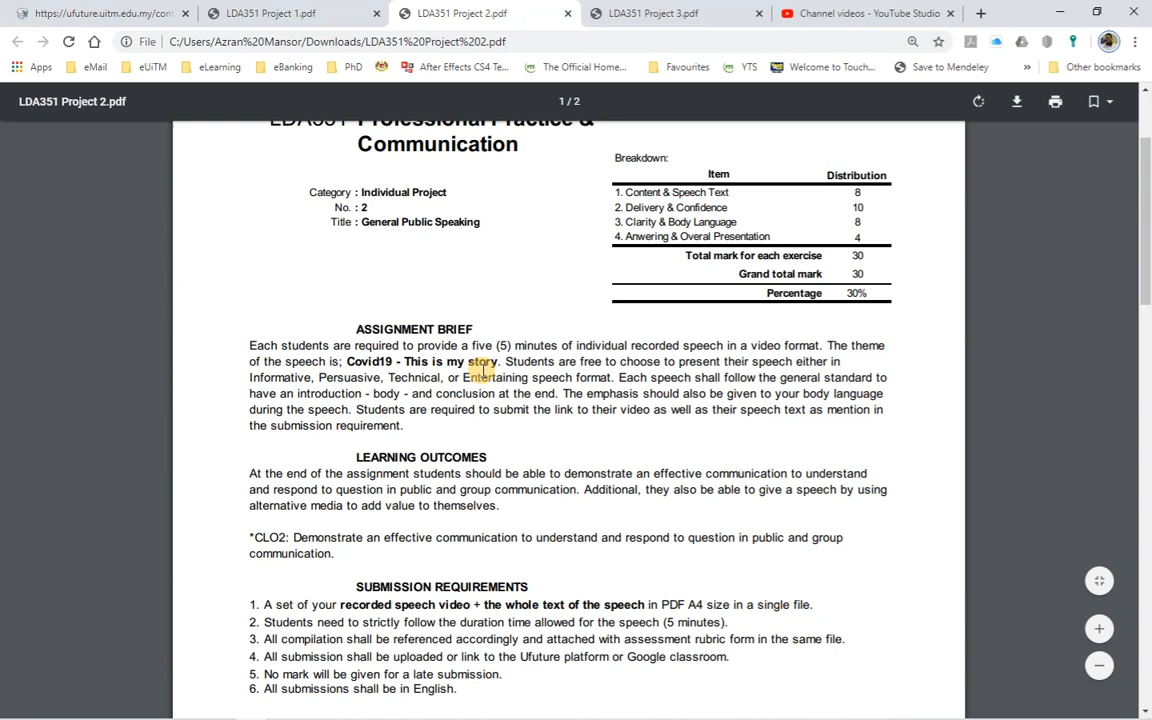 https://ufuture.uitm.edu.my/cont
LDA351 Project 1.pdf
LDA351 Project 2.pdf
LDA351 Project 3.pdf
Channel videos - YouTube Studio
File C:/Users/Azran%20Mansor/Downloads/LDA351%20Project%202.pdf
Apps eMail eUiTM eLearning eBanking PhD After Effects CS4 Te... The Official Home... Favourites YTS Welcome to Touch... Save to Mendeley » Other bookmarks
LDA351 Project 2.pdf
1 / 2
LDA351 Professional Practice &
Communication
Category : Individual Project
No. : 2
Title : General Public Speaking
Breakdown:
Item Distribution
1. Content & Speech Text 8
2. Delivery & Confidence 10
3. Clarity & Body Language 8
4. Anwering & Overal Presentation 4
Total mark for each exercise 30
Grand total mark 30
Percentage 30%
ASSIGNMENT BRIEF
Each students are required to provide a five (5) minutes of individual recorded speech in a video format. The theme
of the speech is; Covid19 - This is my story. Students are free to choose to present their speech either in
Informative, Persuasive, Technical, or Entertaining speech format. Each speech shall follow the general standard to
have an introduction - body - and conclusion at the end. The emphasis should also be given to your body language
during the speech. Students are required to submit the link to their video as well as their speech text as mention in
the submission requirement.
LEARNING OUTCOMES
At the end of the assignment students should be able to demonstrate an effective communication to understand
and respond to question in public and group communication. Additional, they also be able to give a speech by using
alternative media to add value to themselves.
*CLO2: Demonstrate an effective communication to understand and respond to question in public and group
communication.
SUBMISSION REQUIREMENTS
1. A set of your recorded speech video + the whole text of the speech in PDF A4 size in a single file.
2. Students need to strictly follow the duration time allowed for the speech (5 minutes).
3. All compilation shall be referenced accordingly and attached with assessment rubric form in the same file.
4. All submission shall be uploaded or link to the Ufuture platform or Google classroom.
5. No mark will be given for a late submission.
6. All submissions shall be in English.